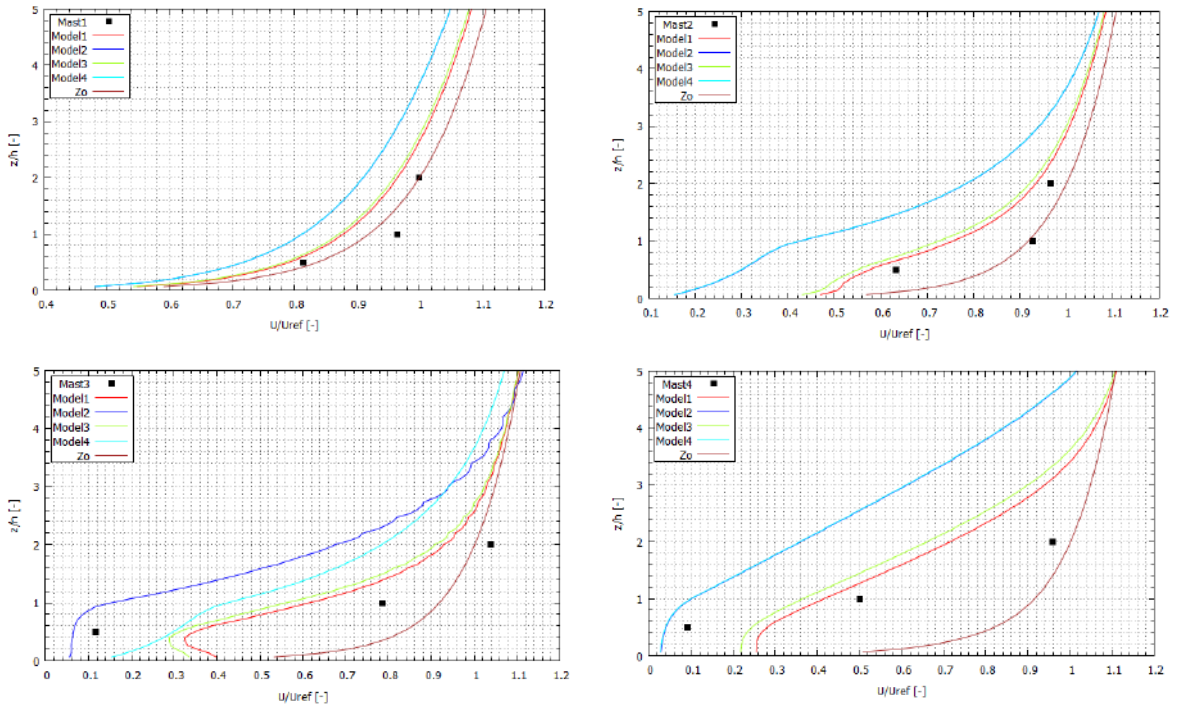 5
4
3
2
1
0
z/h [-]
Mast1
Model1
Model2
Model3
Model4
Zo
0.4 0.5 0.6 0.7 0.8 0.9 1 1.1 1.2
U/Uref [-]
5
4
3
2
1
0
z/h [-]
Mast2
Model1
Model2
Model3
Model4
Zo
0.1 0.2 0.3 0.4 0.5 0.6 0.7 0.8 0.9 1 1.1 1.2
U/Uref [-]
5
4
3
2
1
0
z/h [-]
Mast3
Model1
Model2
Model3
Model4
Zo
0 0.1 0.2 0.3 0.4 0.5 0.6 0.7 0.8 0.9 1 1.1 1.2
U/Uref [-]
5
4
3
2
1
0
z/h [-]
Mast4
Model1
Model2
Model3
Model4
Zo
0 0.1 0.2 0.3 0.4 0.5 0.6 0.7 0.8 0.9 1 1.1 1.2
U/Uref [-]